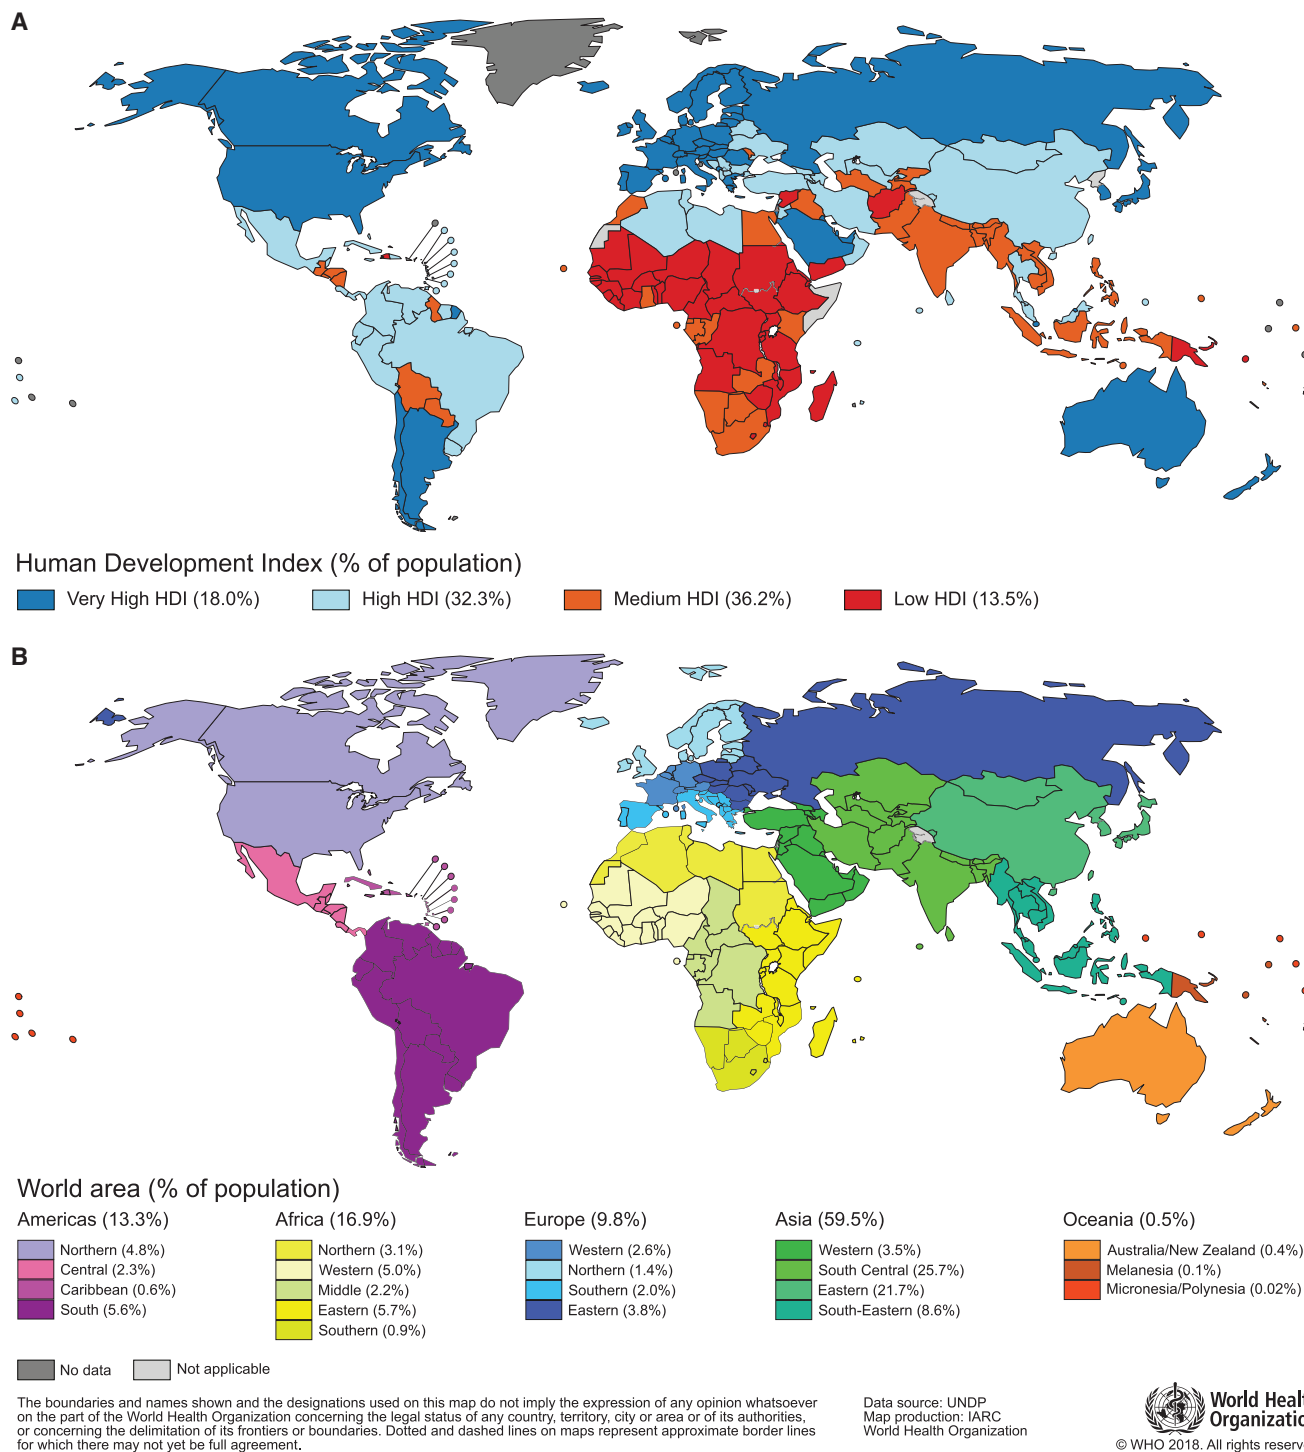 A
Human Development Index (% of population)
Very High HDI (18.0%)
High HDI (32.3%)
Medium HDI (36.2%)
Low HDI (13.5%)
B
World area (% of population)
Americas (13.3%)
Northern (4.8%)
Central (2.3%)
Caribbean (0.6%)
South (5.6%)
Africa (16.9%)
Northern (3.1%)
Western (5.0%)
Middle (2.2%)
Eastern (5.7%)
Southern (0.9%)
Europe (9.8%)
Western (2.6%)
Northern (1.4%)
Southern (2.0%)
Eastern (3.8%)
Asia (59.5%)
Western (3.5%)
South Central (25.7%)
Eastern (21.7%)
South-Eastern (8.6%)
Oceania (0.5%)
Australia/New Zealand (0.4%)
Melanesia (0.1%)
Micronesia/Polynesia (0.02%)
No data
Not applicable
The boundaries and names shown and the designations used on this map do not imply the expression of any opinion whatsoever
on the part of the World Health Organization concerning the legal status of any country, territory, city or area or of its authorities,
or concerning the delimitation of its frontiers or boundaries. Dotted and dashed lines on maps represent approximate border lines
for which there may not yet be full agreement.
Data source: UNDP
Map production: IARC
World Health Organization
World Heal
Organizatio
© WHO 2018. All rights reserv